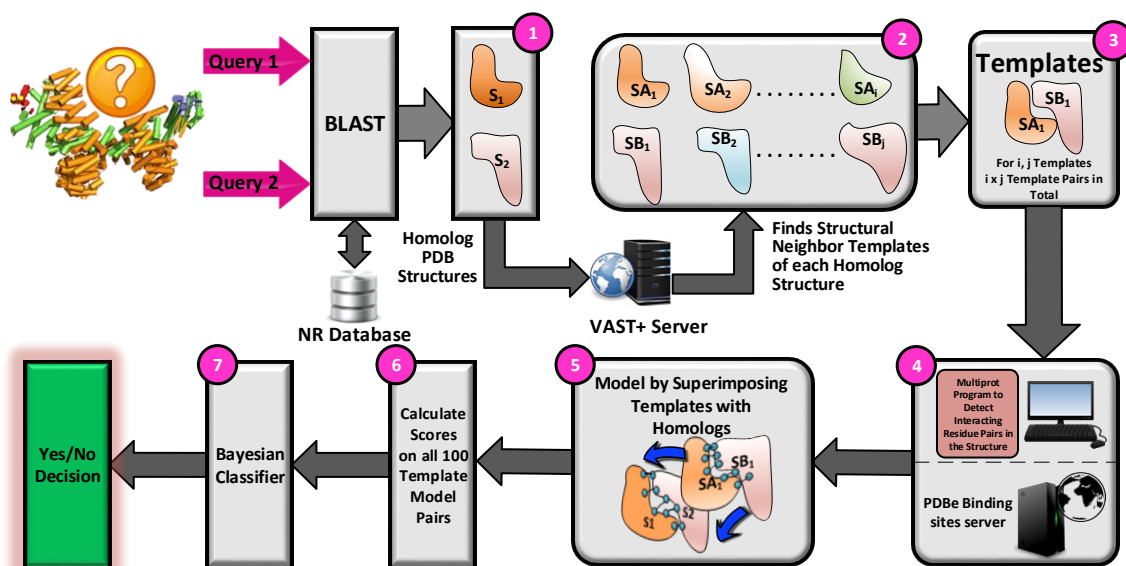 ?
Query 1
Query 2
BLAST
NR Database
1
S1
S2
Homolog
PDB
Structures
VAST+ Server
2
SA1
SA2
........
SAi
SB1
SB2
........
SBj
Finds Structural
Neighbor Templates
of each Homolog
Structure
3
Templates
SB1
SA1
For i, j Templates
i x j Template Pairs in
Total
4
Multiprot
Program to
Detect
Interacting
Residue Pairs in
the Structure
PDBe Binding
sites server
5
Model by Superimposing
Templates with
Homologs
SB1
SA1
S1
S2
6
Calculate
Scores
on all 100
Template
Model
Pairs
7
Bayesian
Classifier
Yes/No
Decision